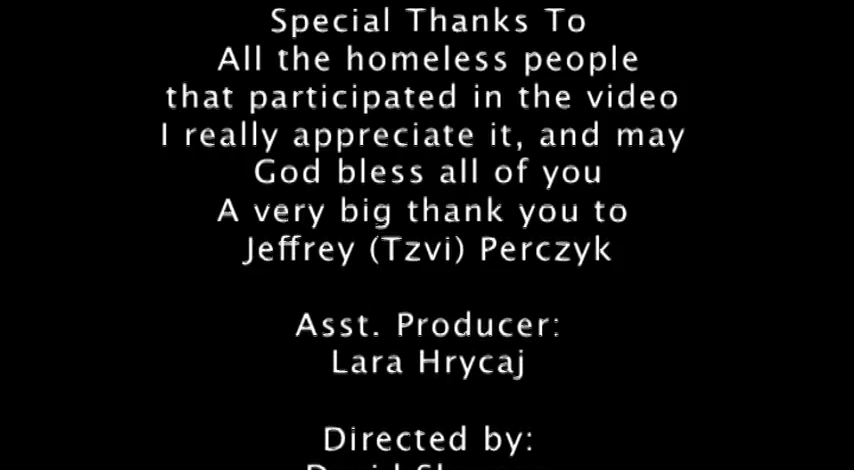 Special Thanks To
All the homeless people
that participated in the video
I really appreciate it, and may
God bless all of you
A very big thank you to
Jeffrey (Tzvi) Perczyk
Asst. Producer:
Lara Hrycaj
Directed by:
David